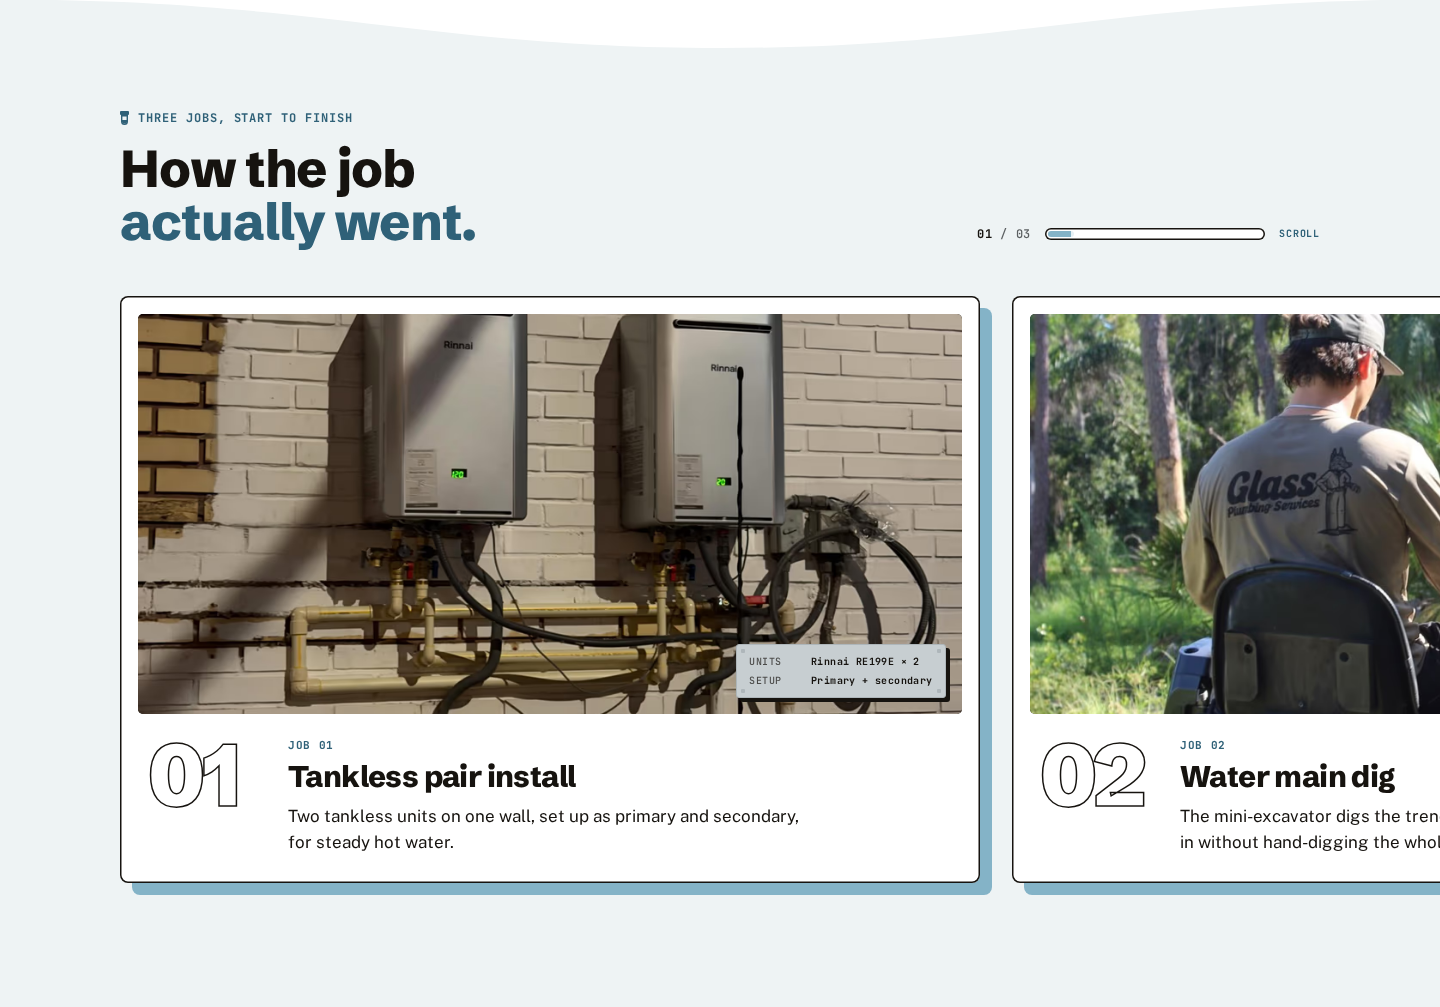 THREE JOBS, START TO FINISH
How the job
actually went.
01 / 03
SCROLL
Rinnai
Rinnai
120
20
UNITS Rinnai RE199E × 2
SETUP Primary + secondary
Glass
Plumbing Services
01
JOB 01
Tankless pair install
Two tankless units on one wall, set up as primary and secondary,
for steady hot water.
02
JOB 02
Water main dig
The mini-excavator digs the tren
in without hand-digging the whol